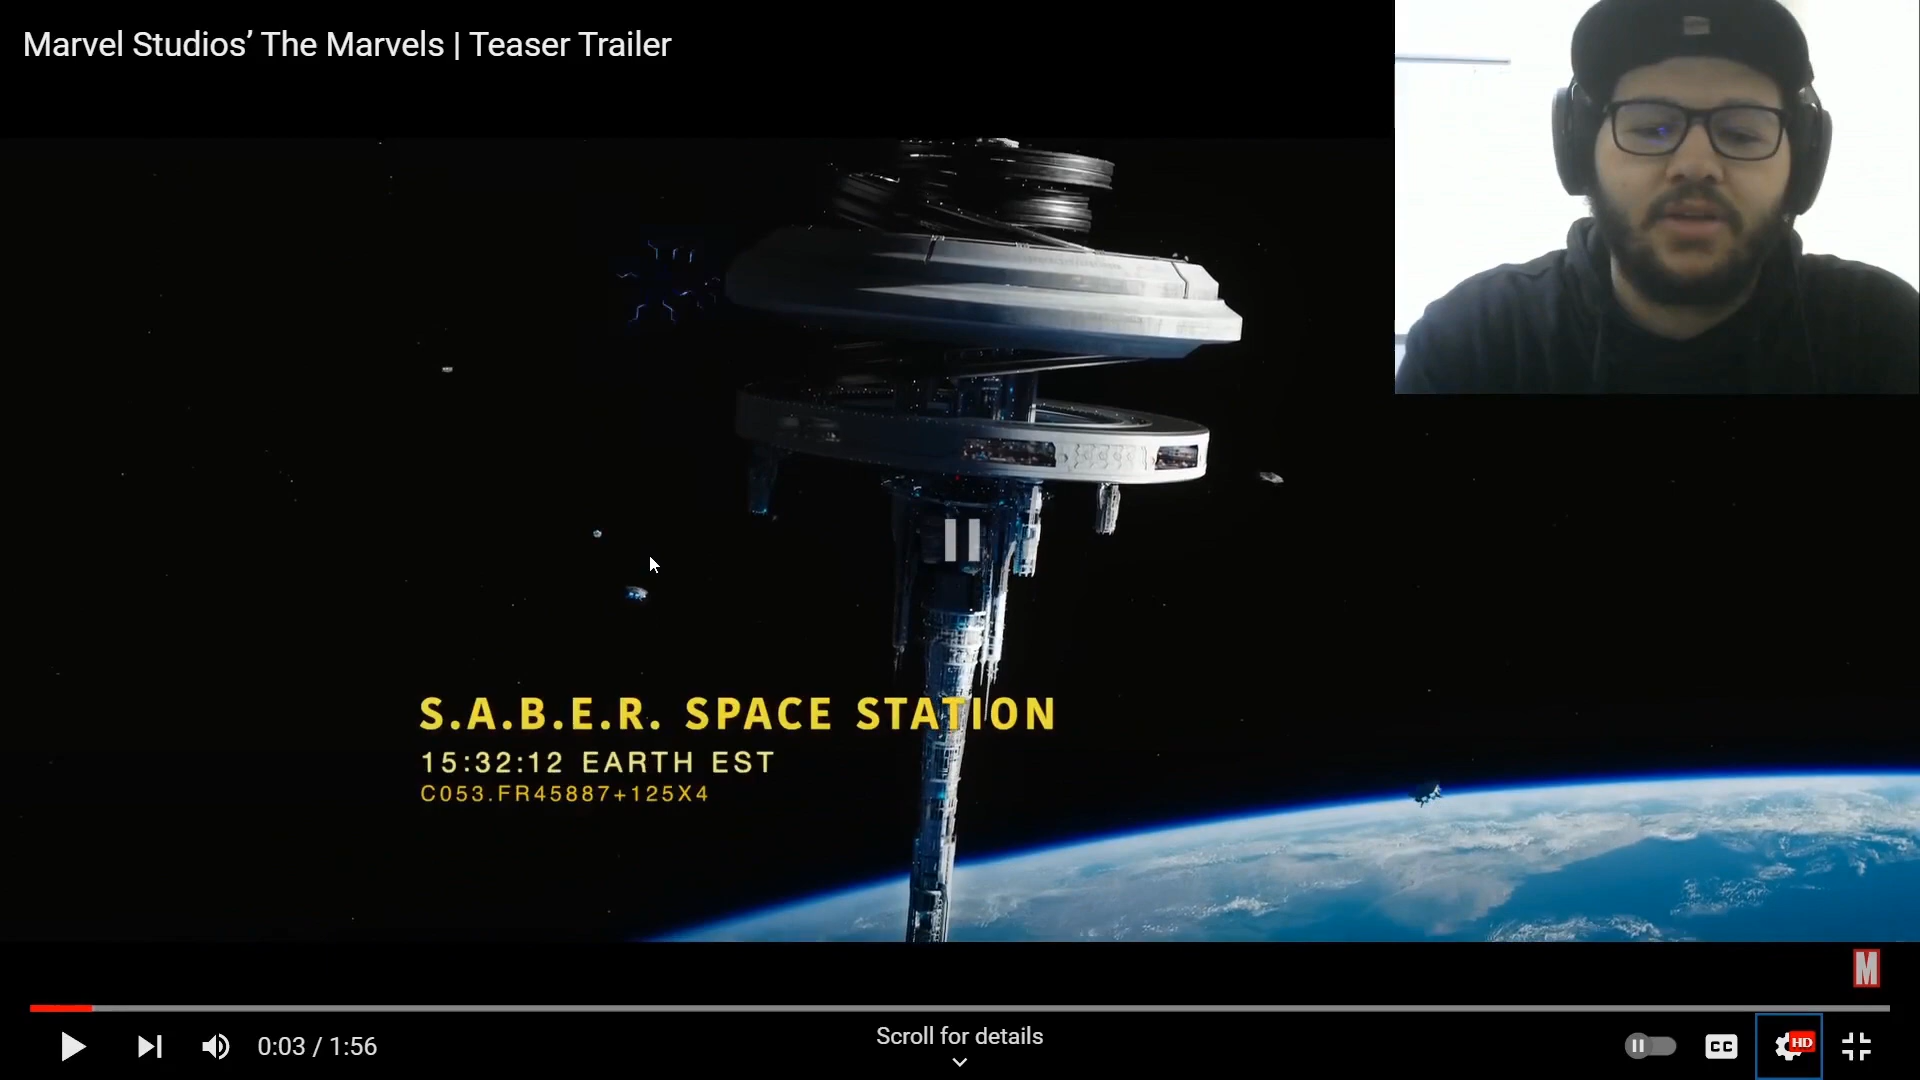 Marvel Studios’ The Marvels | Teaser Trailer
S.A.B.E.R. SPACE STATION
15:32:12 EARTH EST
C053.FR45887+125X4
M
0:03 / 1:56
Scroll for details
CC
HD